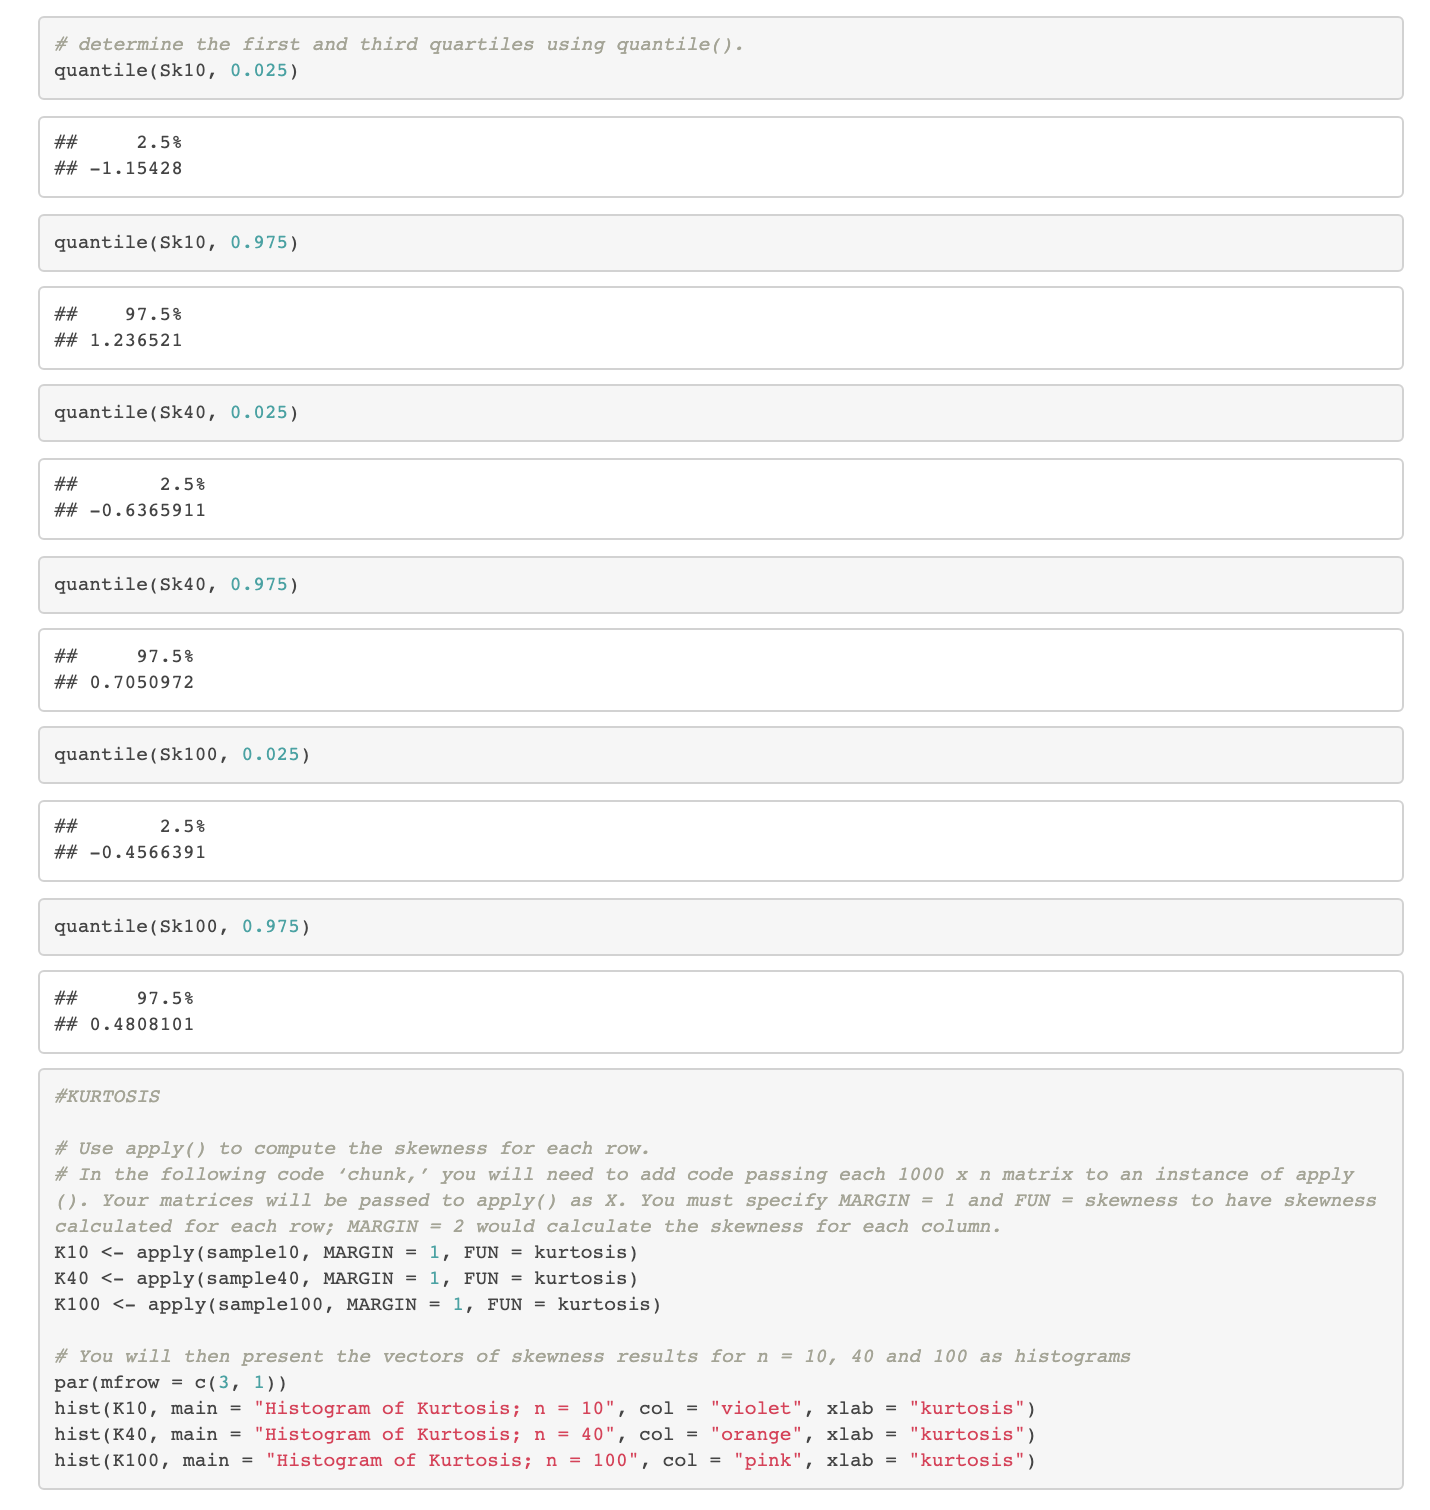 # determine the first and third quartiles using quantile().
quantile(Sk10, 0.025)
##     2.5%
## -1.15428
quantile(Sk10, 0.975)
##    97.5%
## 1.236521
quantile(Sk40, 0.025)
##       2.5%
## -0.6365911
quantile(Sk40, 0.975)
##     97.5%
## 0.7050972
quantile(Sk100, 0.025)
##       2.5%
## -0.4566391
quantile(Sk100, 0.975)
##     97.5%
## 0.4808101
#KURTOSIS
# Use apply() to compute the skewness for each row.
# In the following code ‘chunk,’ you will need to add code passing each 1000 x n matrix to an instance of apply
(). Your matrices will be passed to apply() as X. You must specify MARGIN = 1 and FUN = skewness to have skewness
calculated for each row; MARGIN = 2 would calculate the skewness for each column.
K10 <- apply(sample10, MARGIN = 1, FUN = kurtosis)
K40 <- apply(sample40, MARGIN = 1, FUN = kurtosis)
K100 <- apply(sample100, MARGIN = 1, FUN = kurtosis)
# You will then present the vectors of skewness results for n = 10, 40 and 100 as histograms
par(mfrow = c(3, 1))
hist(K10, main = "Histogram of Kurtosis; n = 10", col = "violet", xlab = "kurtosis")
hist(K40, main = "Histogram of Kurtosis; n = 40", col = "orange", xlab = "kurtosis")
hist(K100, main = "Histogram of Kurtosis; n = 100", col = "pink", xlab = "kurtosis")